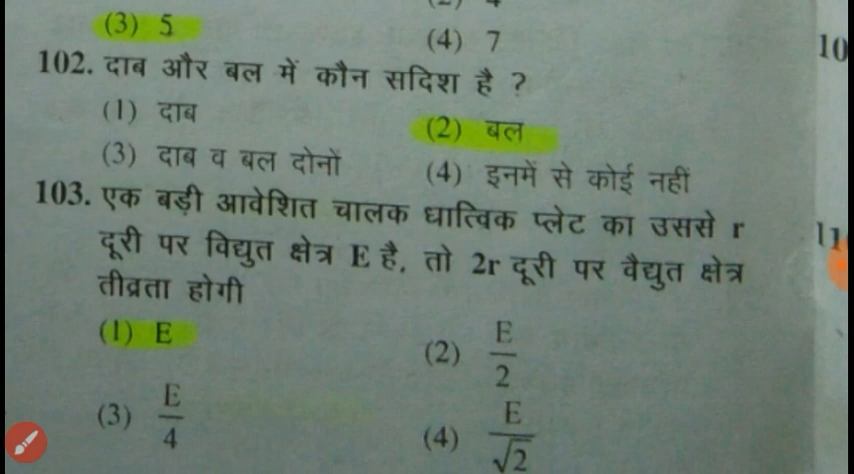 (3) 5
(4) 7
102. दाब और बल में कौन सदिश है ?
(1) दाब
(2) बल
(3) दाब व बल दोनों
(4) इनमें से कोई नहीं
103. एक बड़ी आवेशित चालक धात्विक प्लेट का उससे r
दूरी पर विद्युत क्षेत्र E है, तो 2r दूरी पर वैद्युत क्षेत्र
तीव्रता होगी
(1) E
(2) E/2
(3) E/4
(4) E/√2
10
11